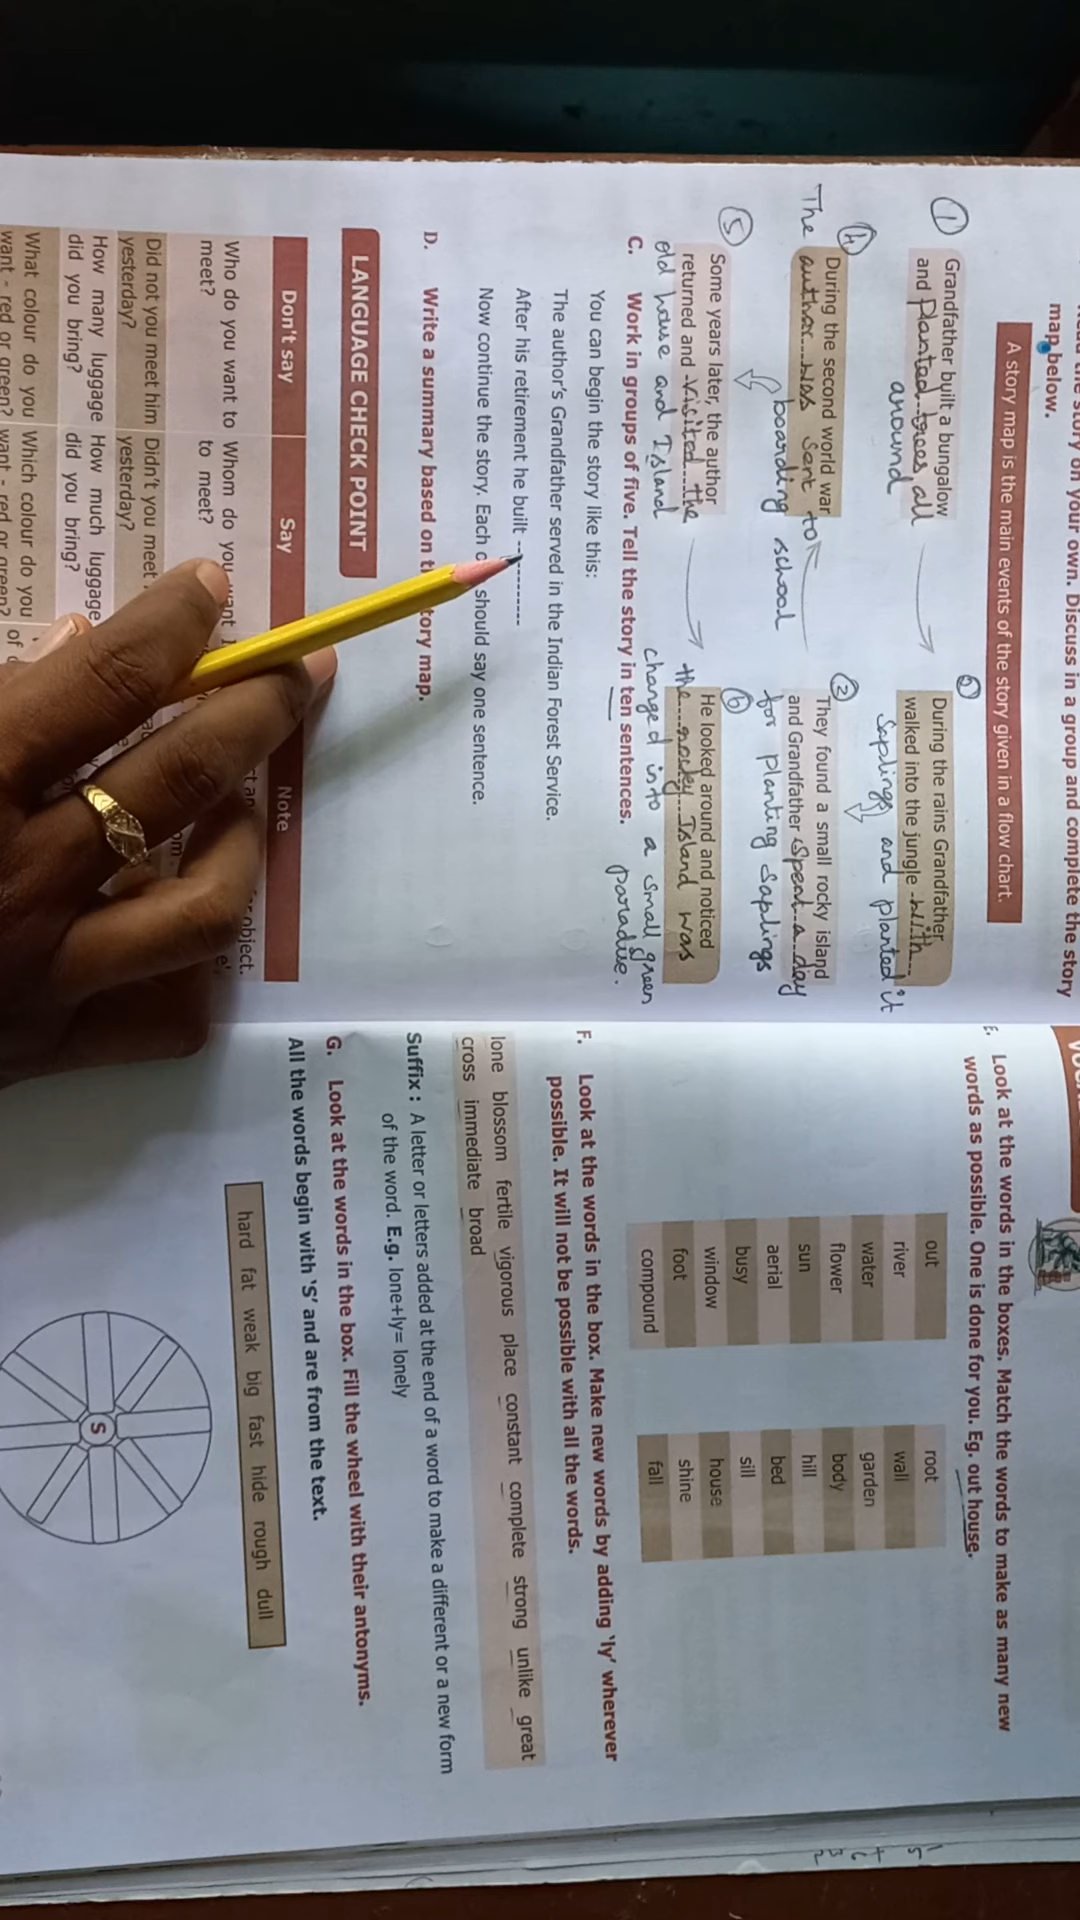 map below.
A story map is the main events of the story given in a flow chart.
①
Grandfather built a bungalow
and Planted trees all
around
②
During the rains Grandfather
walked into the jungle with
saplings and planted it
④
During the second world war
The author was sent to
boarding school
They found a small rocky island
and Grandfather spent a day
for planting saplings
⑤
Some years later, the author
returned and visited the
old house and Island
⑥
He looked around and noticed
the rocky Island was
changed into a small green
paradise.
C. Work in groups of five. Tell the story in ten sentences.
You can begin the story like this:
The author's Grandfather served in the Indian Forest Service.
After his retirement he built ----------
Now continue the story. Each should say one sentence.
D. Write a summary based on story map.
LANGUAGE CHECK POINT
Don't say Say Note
Who do you want to meet? Whom do you want to meet?
Did not you meet him yesterday? Didn't you meet yesterday?
How many luggage did you bring? How much luggage did you bring?
What colour do you want - red or green? Which colour do you want - red or green?
object.
E. Look at the words in the boxes. Match the words to make as many new
words as possible. One is done for you. Eg. out house.
out root
river wall
water garden
flower body
sun hill
aerial bed
busy sill
window house
foot shine
compound fall
F. Look at the words in the box. Make new words by adding 'ly' wherever
possible. It will not be possible with all the words.
lone blossom fertile vigorous place constant complete strong unlike great
cross immediate broad
Suffix : A letter or letters added at the end of a word to make a different or a new form
of the word. E.g. lone+ly= lonely
G. Look at the words in the box. Fill the wheel with their antonyms.
All the words begin with 'S' and are from the text.
hard fat weak big fast hide rough dull
S